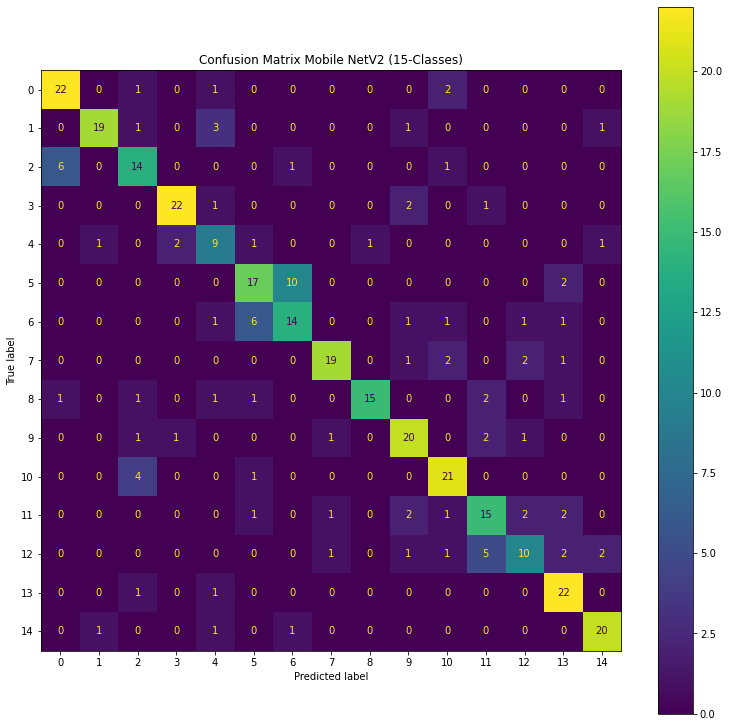 Confusion Matrix Mobile NetV2 (15-Classes)
0 22 0 1 0 1 0 0 0 0 0 2 0 0 0 0
1 0 19 1 0 3 0 0 0 0 1 0 0 0 0 1
2 6 0 14 0 0 0 1 0 0 0 1 0 0 0 0
3 0 0 0 22 1 0 0 0 0 2 0 1 0 0 0
4 0 1 0 2 9 1 0 0 1 0 0 0 0 0 1
5 0 0 0 0 0 17 10 0 0 0 0 0 0 2 0
6 0 0 0 0 1 6 14 0 0 1 1 0 1 1 0
7 0 0 0 0 0 0 0 19 0 1 2 0 2 1 0
8 1 0 1 0 1 1 0 0 15 0 0 2 0 1 0
9 0 0 1 1 0 0 0 1 0 20 0 2 1 0 0
10 0 0 4 0 0 1 0 0 0 0 21 0 0 0 0
11 0 0 0 0 0 1 0 1 0 2 1 15 2 2 0
12 0 0 0 0 0 0 0 1 0 1 1 5 10 2 2
13 0 0 1 0 1 0 0 0 0 0 0 0 0 22 0
14 0 1 0 0 1 0 1 0 0 0 0 0 0 0 20
0 1 2 3 4 5 6 7 8 9 10 11 12 13 14
Predicted label
True label
20.0
17.5
15.0
12.5
10.0
7.5
5.0
2.5
0.0